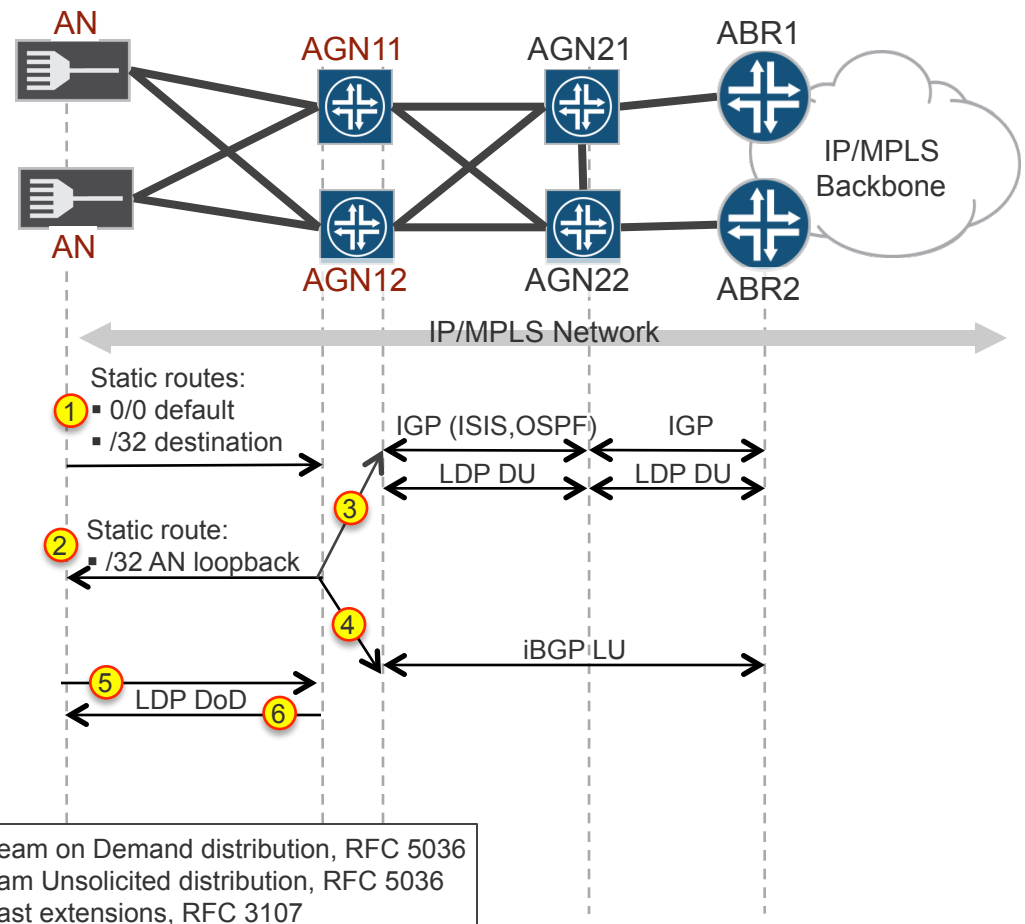 AN
AGN11
AGN21
ABR1
IP/MPLS
Backbone
AN
AGN12
AGN22
ABR2
IP/MPLS Network
Static routes:
1
▪ 0/0 default
▪ /32 destination
IGP (ISIS,OSPF)
IGP
LDP DU
LDP DU
3
2
Static route:
▪ /32 AN loopback
4
iBGP LU
5
LDP DoD
6
eam on Demand distribution, RFC 5036
am Unsolicited distribution, RFC 5036
ast extensions, RFC 3107